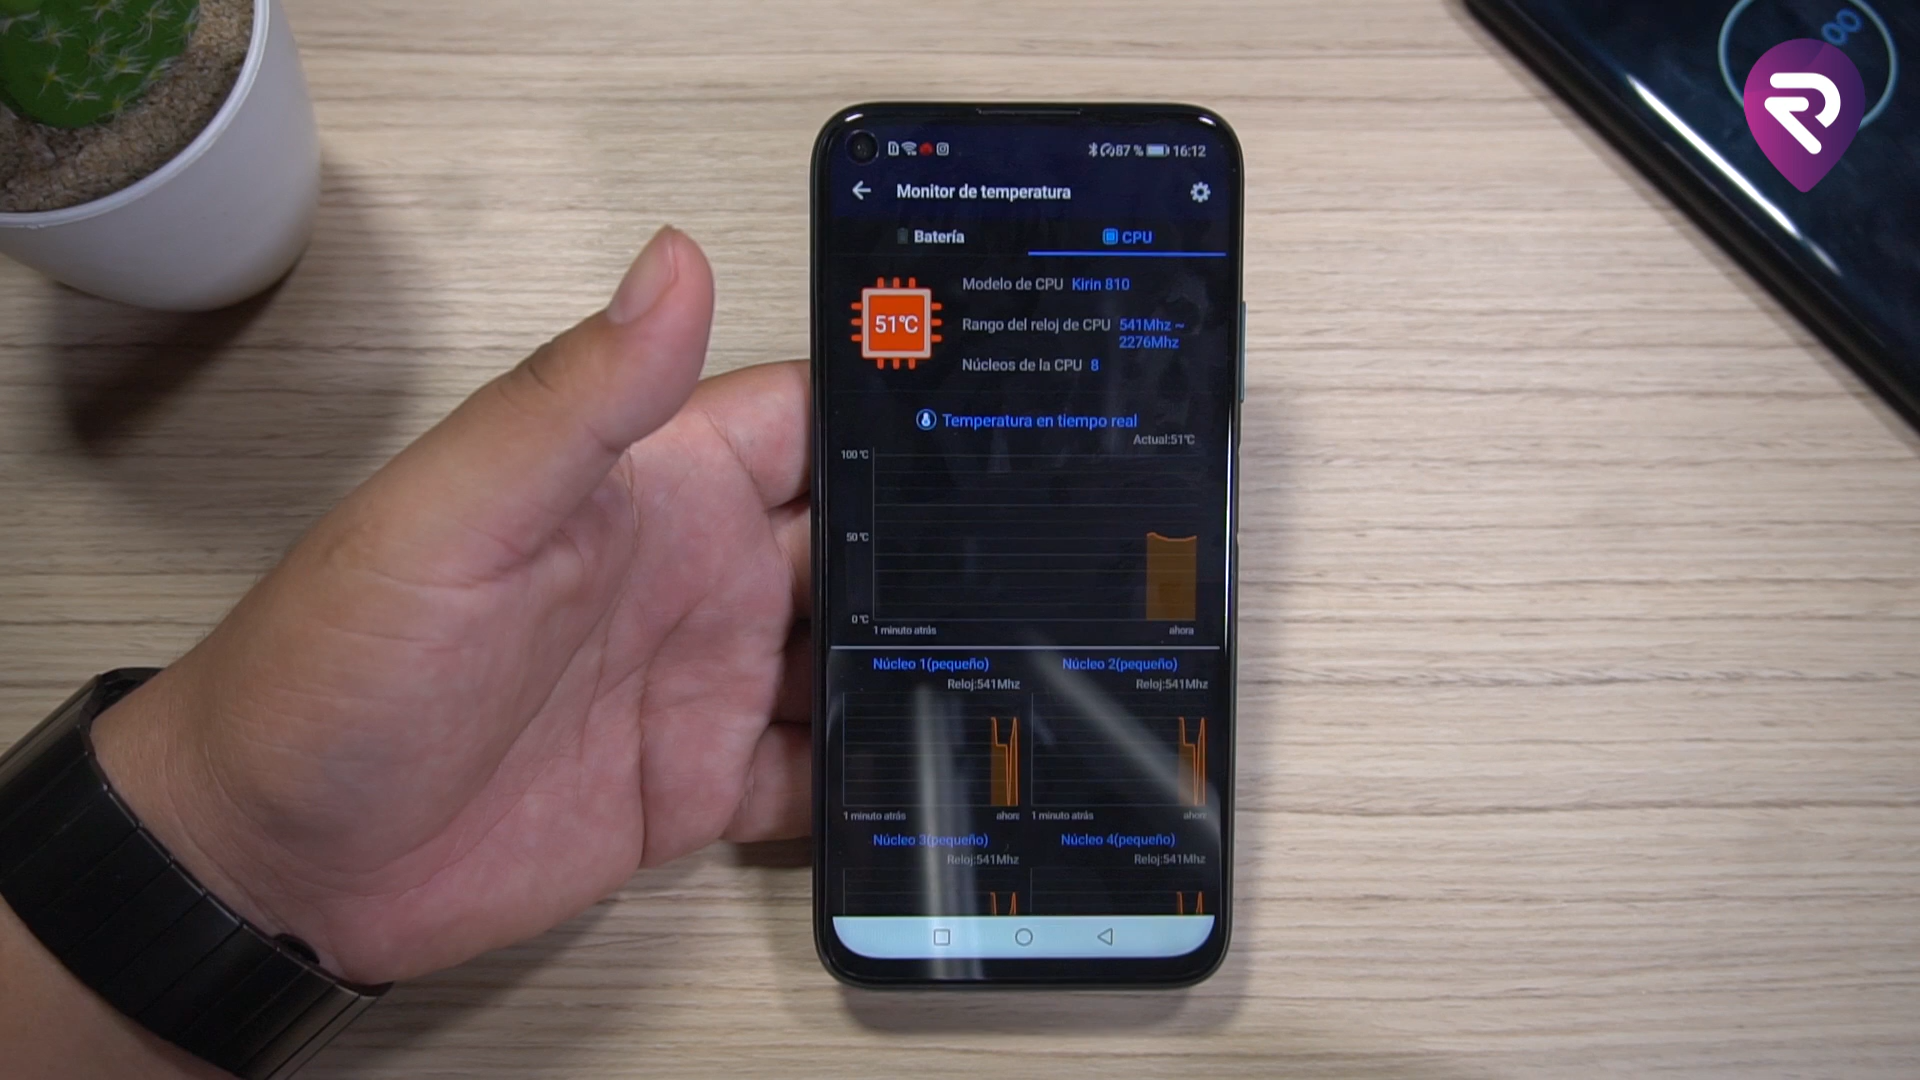 87 % 16:12
Monitor de temperatura
Batería CPU
51℃
Modelo de CPU Kirin 810
Rango del reloj de CPU 541Mhz ~
2276Mhz
Núcleos de la CPU 8
Temperatura en tiempo real
Actual:51℃
100 ℃
50 ℃
0 ℃
1 minuto atrás ahora
Núcleo 1(pequeño) Núcleo 2(pequeño)
Reloj:541Mhz Reloj:541Mhz
1 minuto atrás ahora 1 minuto atrás ahora
Núcleo 3(pequeño) Núcleo 4(pequeño)
Reloj:541Mhz Reloj:541Mhz